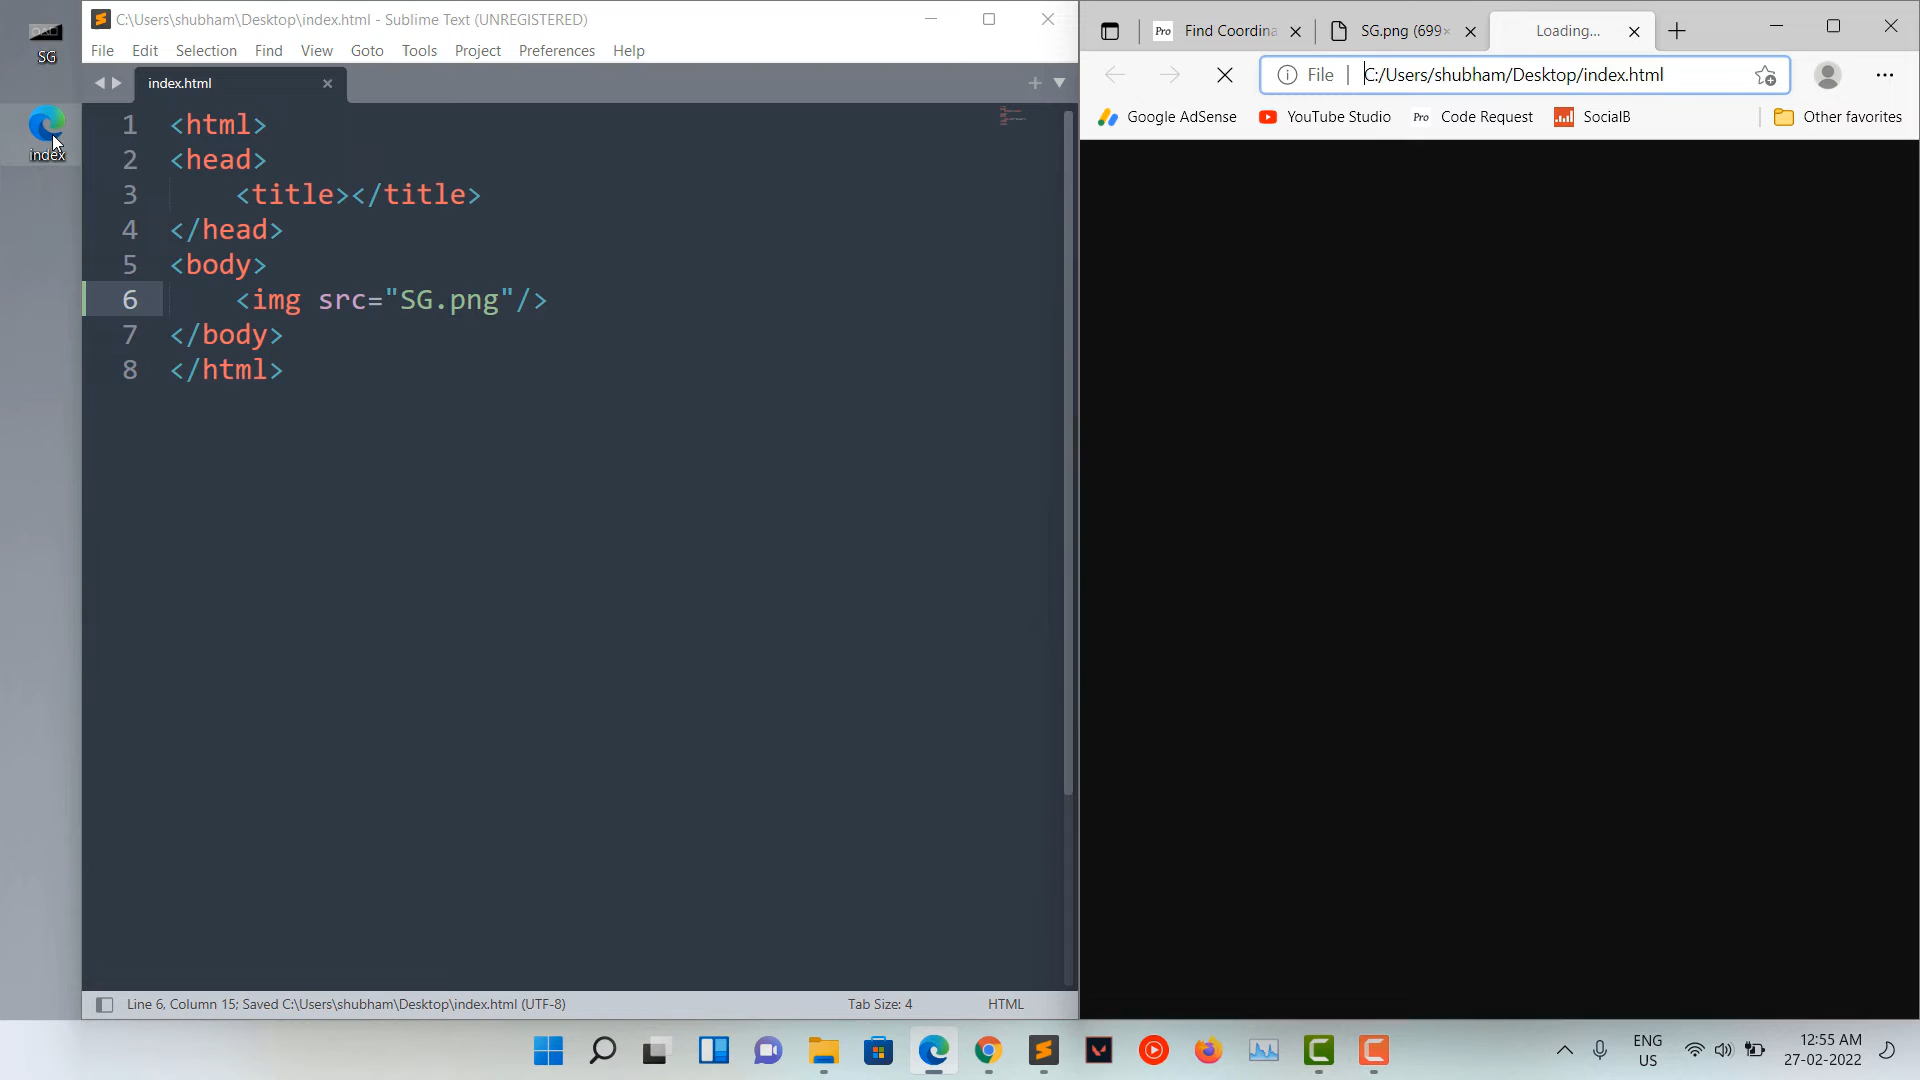 SG
index
C:\Users\shubham\Desktop\index.html - Sublime Text (UNREGISTERED)
File Edit Selection Find View Goto Tools Project Preferences Help
index.html
1 <html>
2 <head>
3 <title></title>
4 </head>
5 <body>
6 <img src="SG.png"/>
7 </body>
8 </html>
Line 6, Column 15; Saved C:\Users\shubham\Desktop\index.html (UTF-8) Tab Size: 4 HTML
Pro Find Coordina SG.png (699× Loading...
File C:/Users/shubham/Desktop/index.html
Google AdSense YouTube Studio Pro Code Request SocialB Other favorites
ENG
US
12:55 AM
27-02-2022